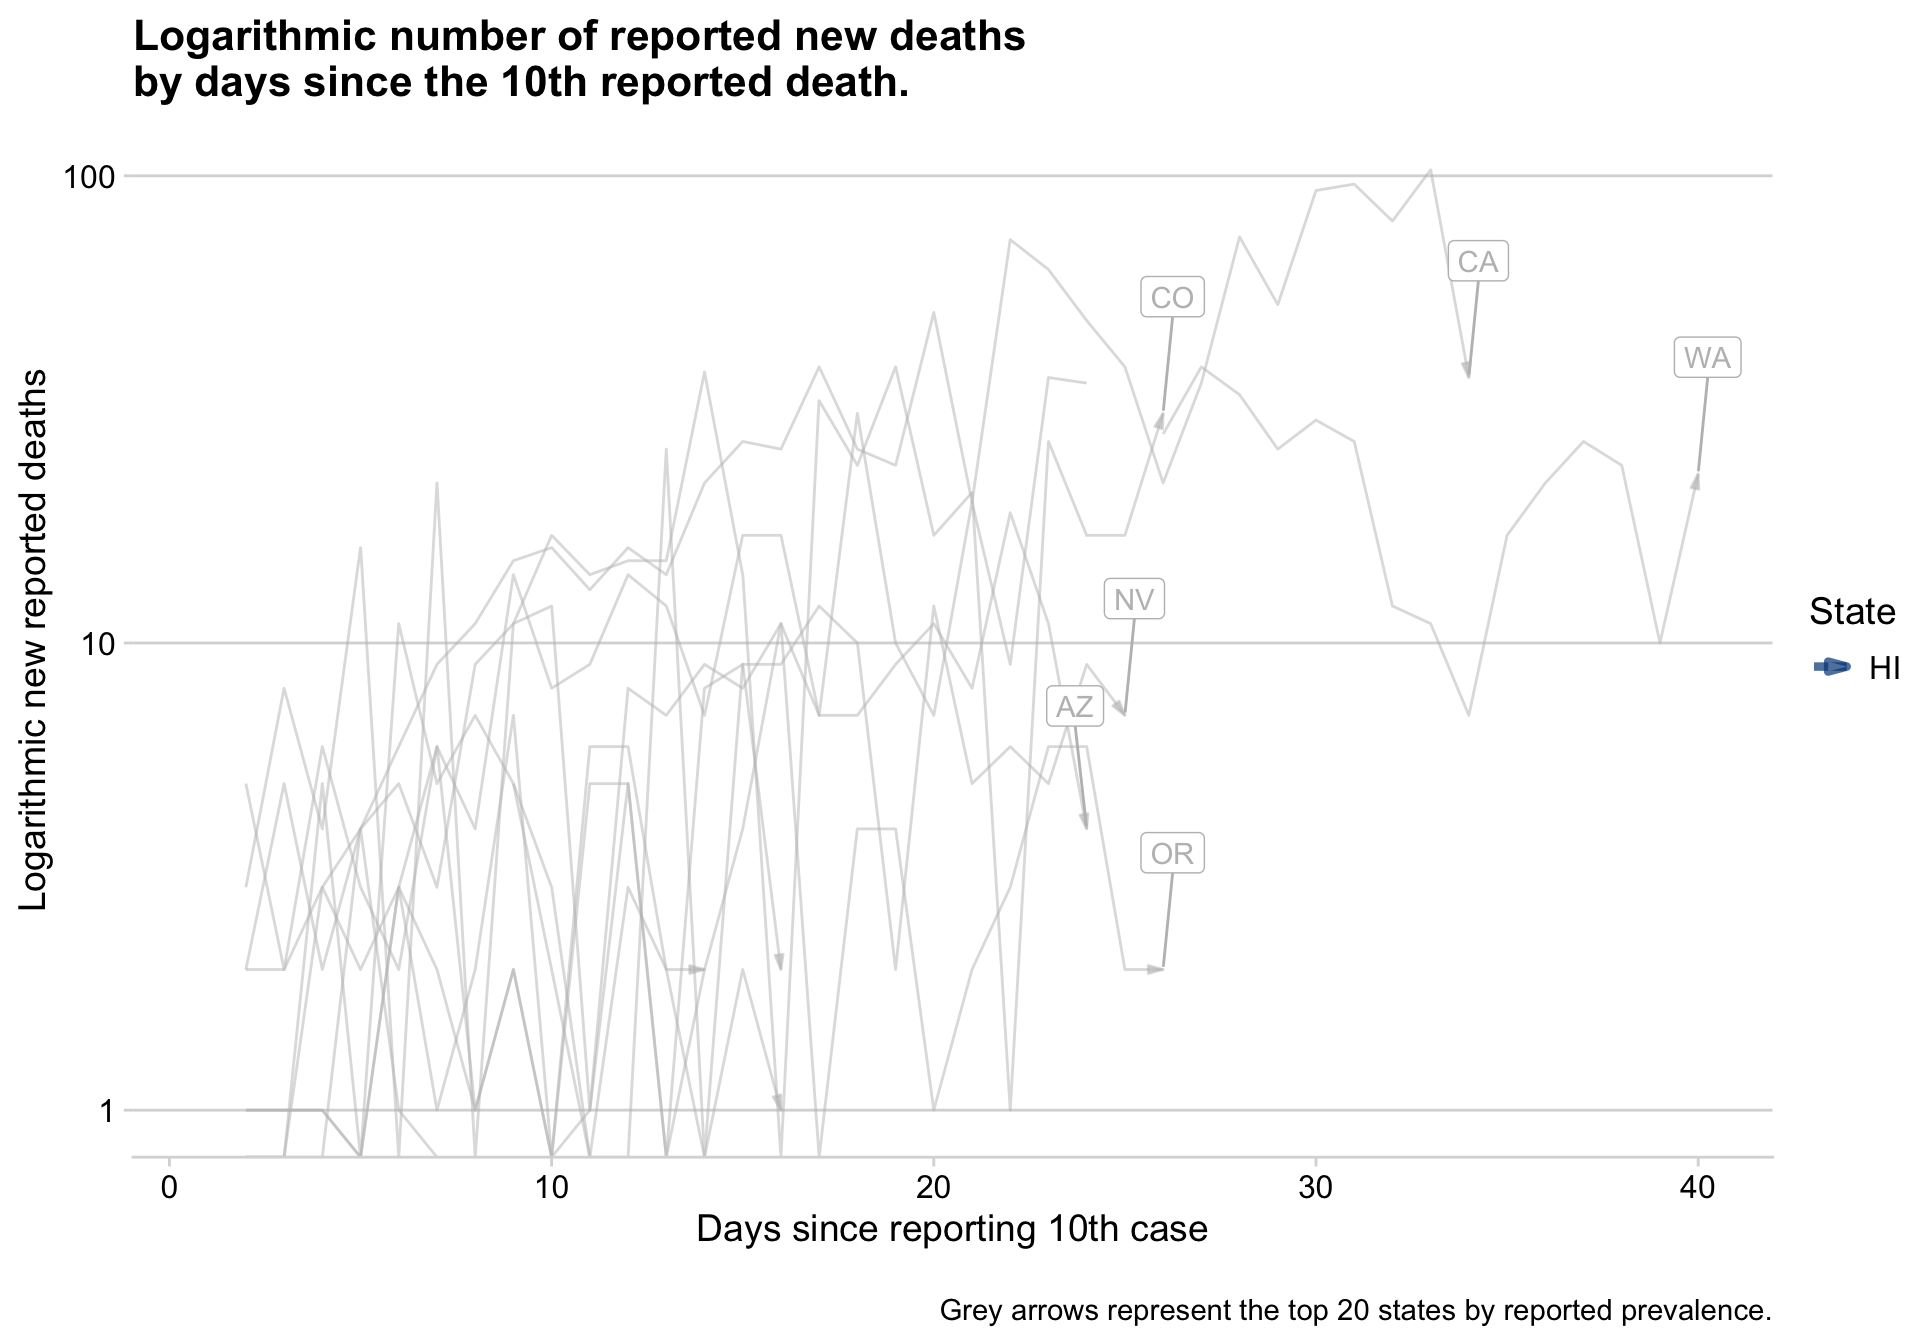 Logarithmic number of reported new deaths
by days since the 10th reported death.
Logarithmic new reported deaths
100
10
1
CO
CA
WA
NV
AZ
OR
State
HI
0
10
20
30
40
Days since reporting 10th case
Grey arrows represent the top 20 states by reported prevalence.